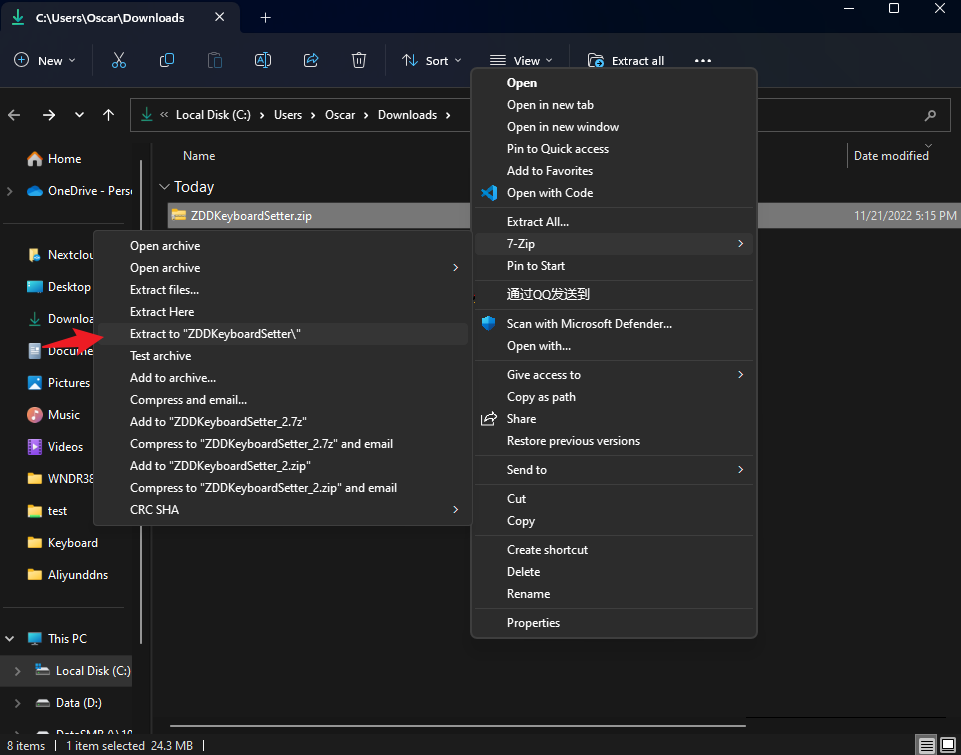 C:\Users\Oscar\Downloads
New
Sort
View
Extract all
« Local Disk (C:) > Users > Oscar > Downloads >
Name
Date modified
Today
ZDDKeyboardSetter.zip
11/21/2022 5:15 PM
Home
OneDrive - Pers
Nextclou
Desktop
Downloa
Docume
Pictures
Music
Videos
WNDR38
test
Keyboard
Aliyunddns
This PC
Local Disk (C:)
Data (D:)
Open archive
Open archive
Extract files...
Extract Here
Extract to "ZDDKeyboardSetter\"
Test archive
Add to archive...
Compress and email...
Add to "ZDDKeyboardSetter_2.7z"
Compress to "ZDDKeyboardSetter_2.7z" and email
Add to "ZDDKeyboardSetter_2.zip"
Compress to "ZDDKeyboardSetter_2.zip" and email
CRC SHA
Open
Open in new tab
Open in new window
Pin to Quick access
Add to Favorites
Open with Code
Extract All...
7-Zip
Pin to Start
通过QQ发送到
Scan with Microsoft Defender...
Open with...
Give access to
Copy as path
Share
Restore previous versions
Send to
Cut
Copy
Create shortcut
Delete
Rename
Properties
8 items
1 item selected 24.3 MB